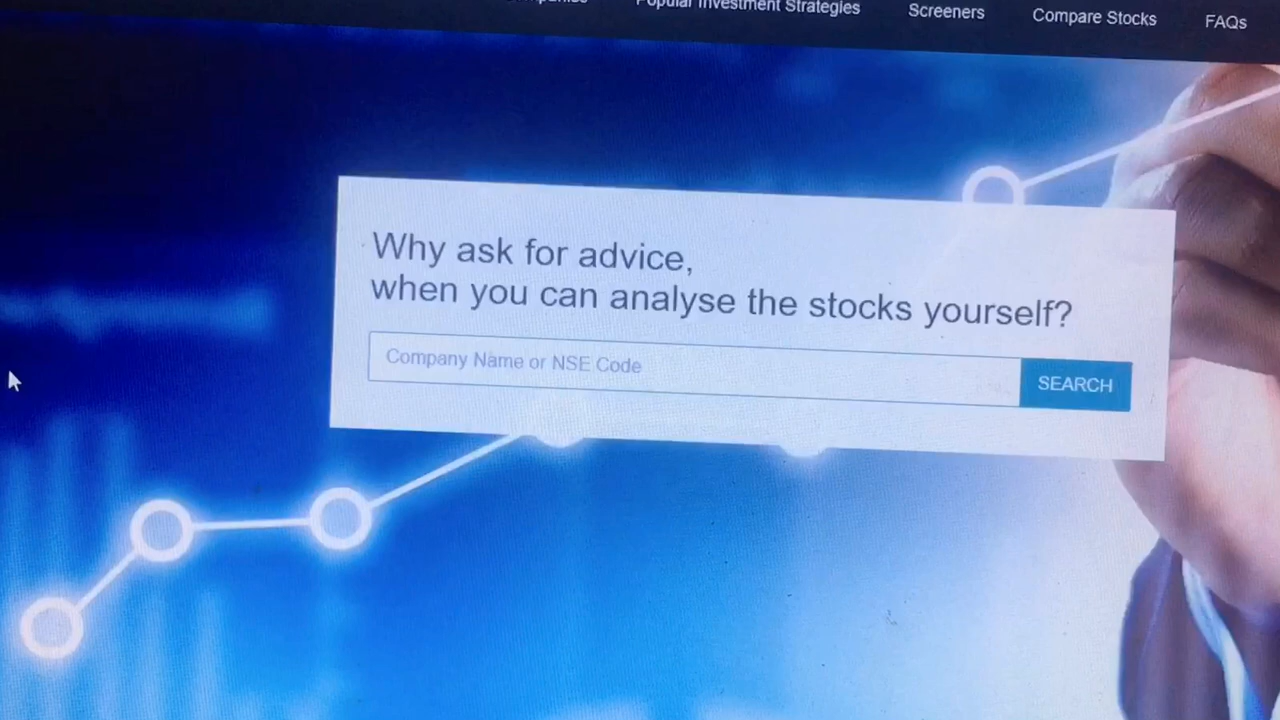 Popular Investment Strategies
Screeners
Compare Stocks
FAQs
Why ask for advice,
when you can analyse the stocks yourself?
Company Name or NSE Code
SEARCH